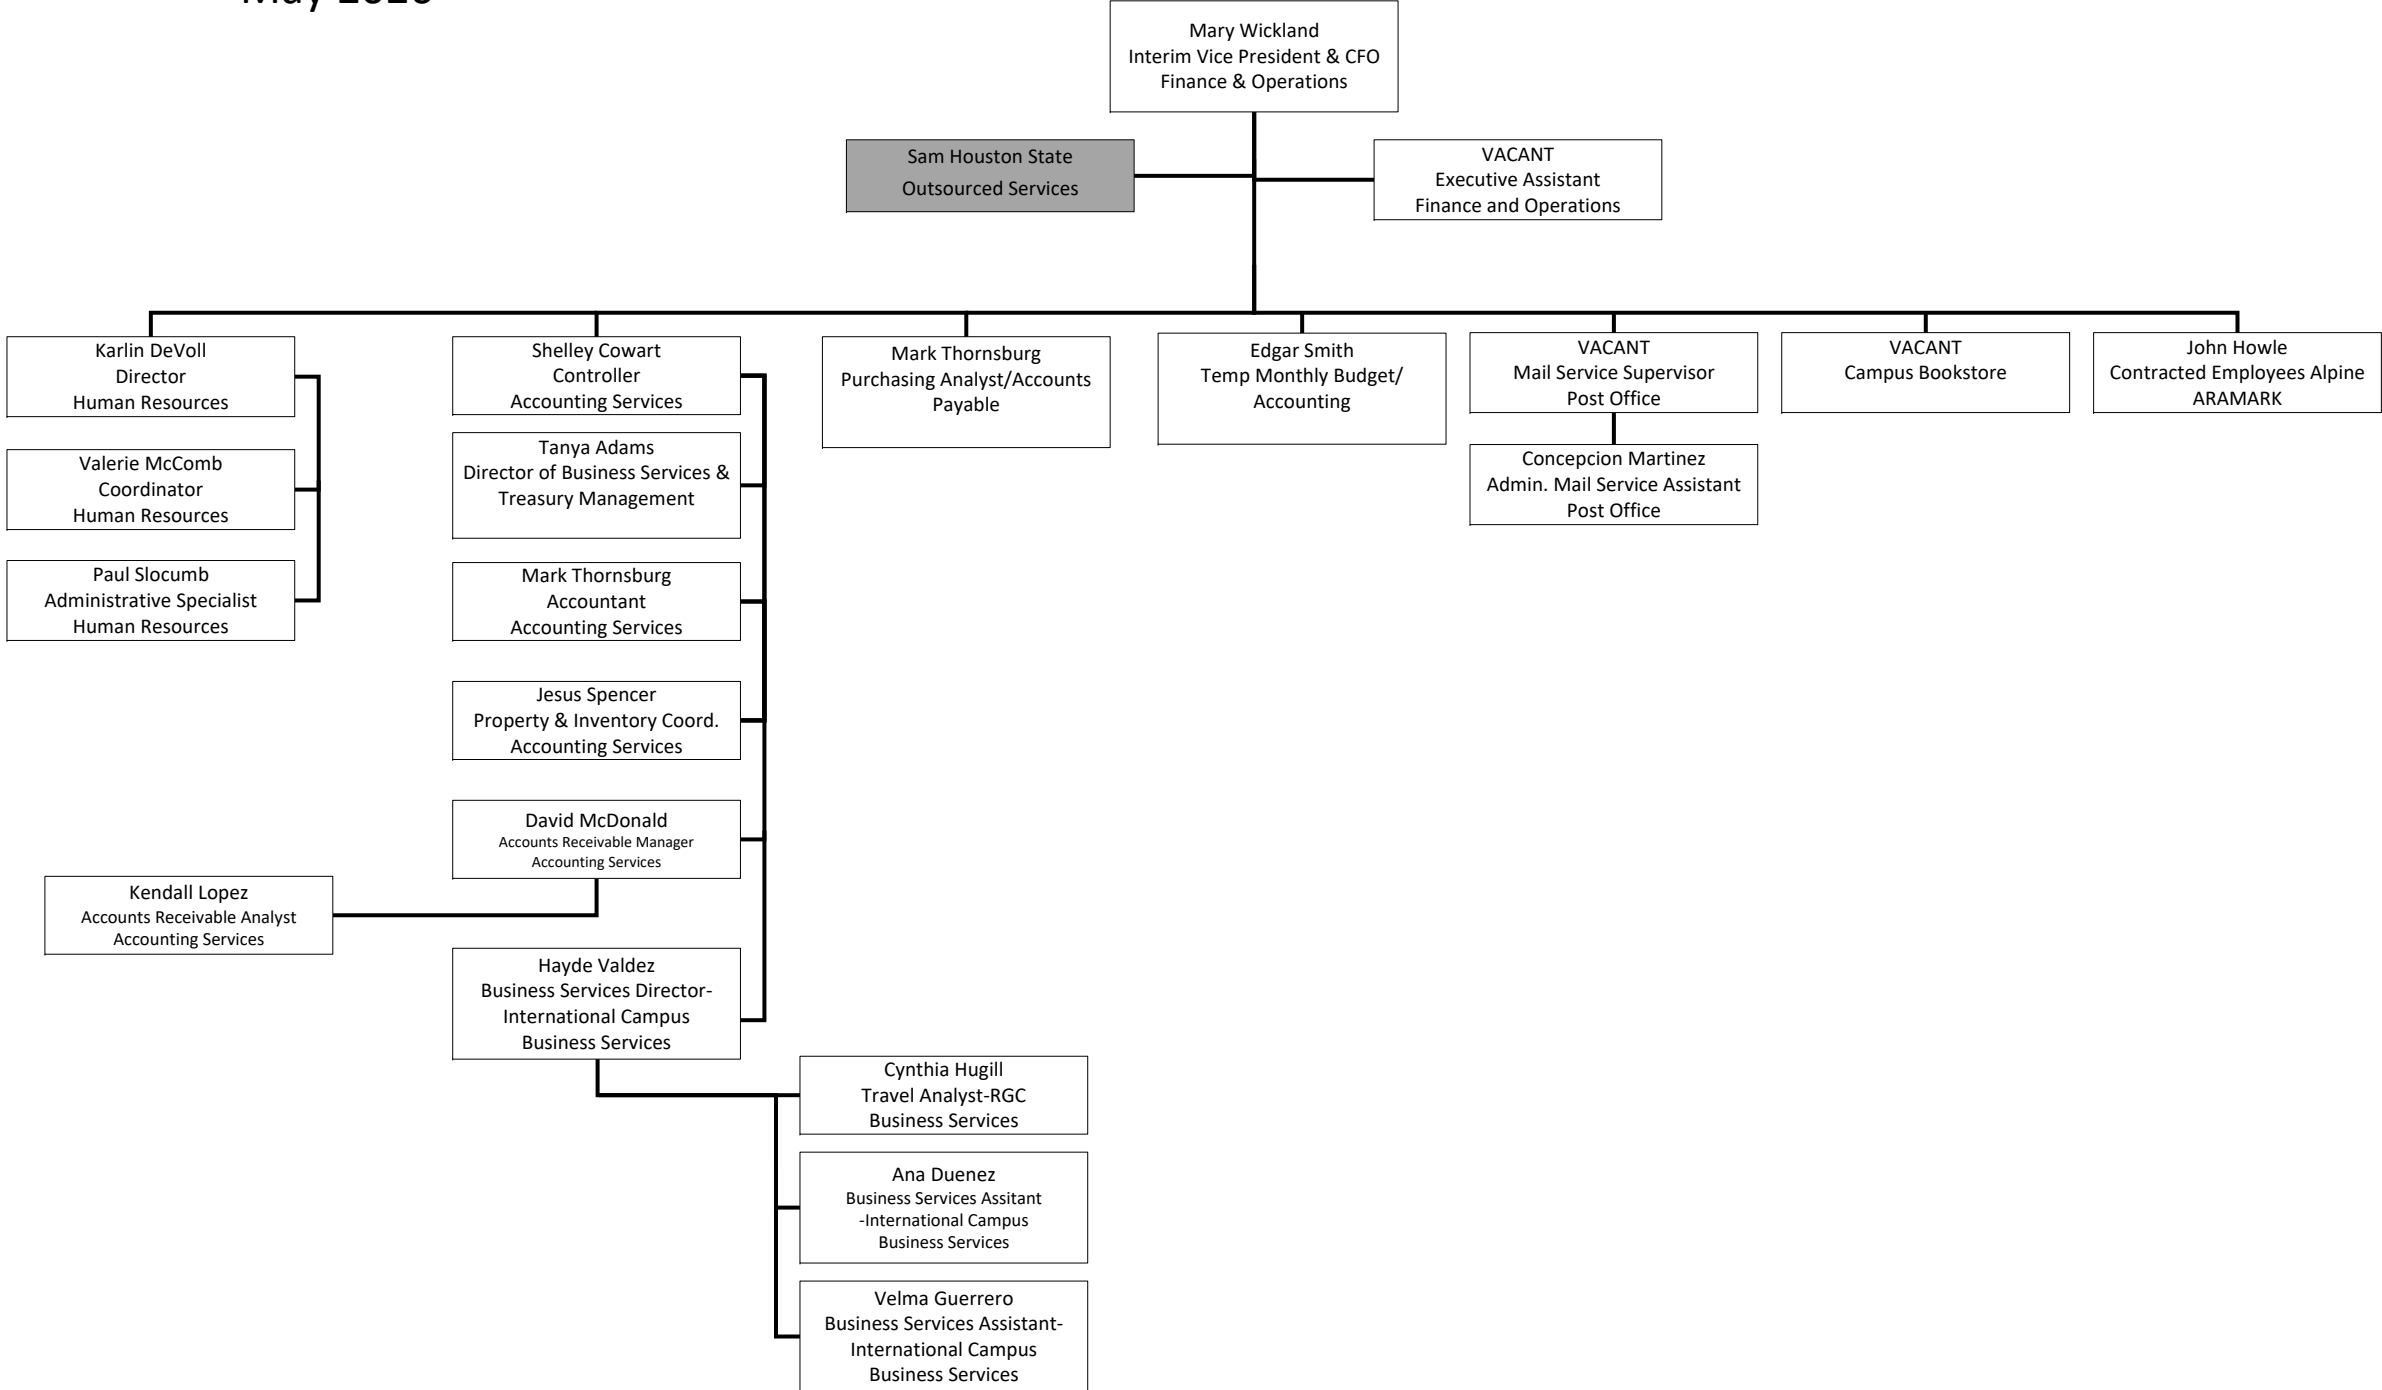 Mary Wickland
Interim Vice President & CFO
Finance & Operations
Sam Houston State
Outsourced Services
VACANT
Executive Assistant
Finance and Operations
Karlin DeVoll
Director
Human Resources
Valerie McComb
Coordinator
Human Resources
Paul Slocumb
Administrative Specialist
Human Resources
Shelley Cowart
Controller
Accounting Services
Tanya Adams
Director of Business Services &
Treasury Management
Mark Thornsburg
Accountant
Accounting Services
Jesus Spencer
Property & Inventory Coord.
Accounting Services
David McDonald
Accounts Receivable Manager
Accounting Services
Kendall Lopez
Accounts Receivable Analyst
Accounting Services
Hayde Valdez
Business Services Director-
International Campus
Business Services
Cynthia Hugill
Travel Analyst-RGC
Business Services
Ana Duenez
Business Services Assitant
-International Campus
Business Services
Velma Guerrero
Business Services Assistant-
International Campus
Business Services
Mark Thornsburg
Purchasing Analyst/Accounts
Payable
Edgar Smith
Temp Monthly Budget/
Accounting
VACANT
Mail Service Supervisor
Post Office
Concepcion Martinez
Admin. Mail Service Assistant
Post Office
VACANT
Campus Bookstore
John Howle
Contracted Employees Alpine
ARAMARK